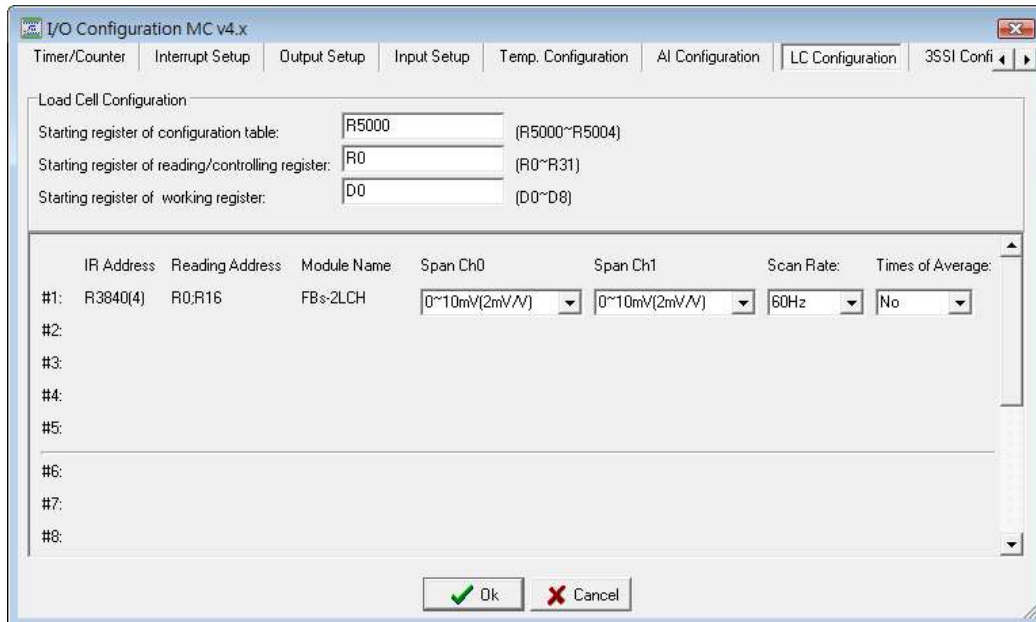 I/O Configuration MC v4.x
Timer/Counter Interrupt Setup Output Setup Input Setup Temp. Configuration AI Configuration LC Configuration 3SSI Confi
Load Cell Configuration
Starting register of configuration table: R5000 (R5000~R5004)
Starting register of reading/controlling register: R0 (R0~R31)
Starting register of working register: D0 (D0~D8)
IR Address Reading Address Module Name Span Ch0 Span Ch1 Scan Rate: Times of Average:
#1: R3840(4) R0;R16 FBs-2LCH 0~10mV(2mV/V) 0~10mV(2mV/V) 60Hz No
#2:
#3:
#4:
#5:
#6:
#7:
#8:
Ok Cancel